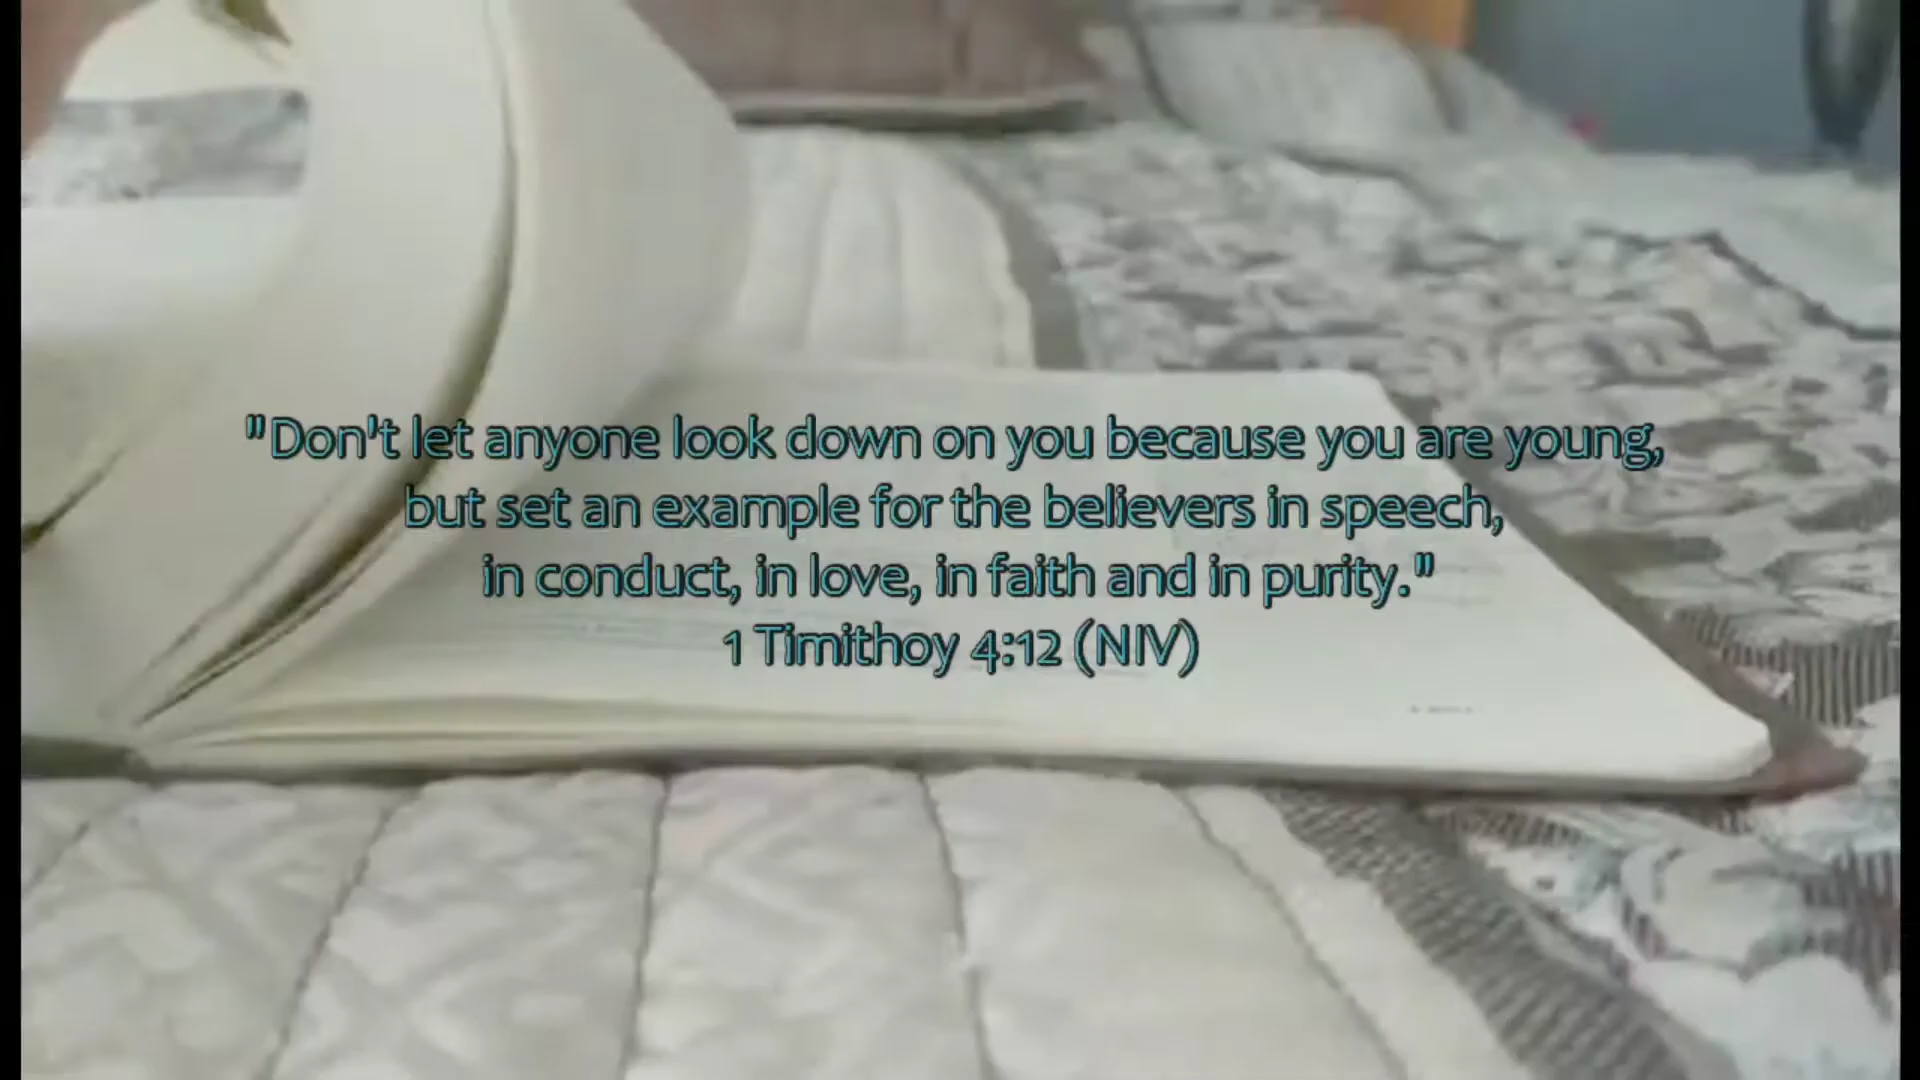 "Don't let anyone look down on you because you are young,
but set an example for the believers in speech,
in conduct, in love, in faith and in purity."
1 Timithoy 4:12 (NIV)